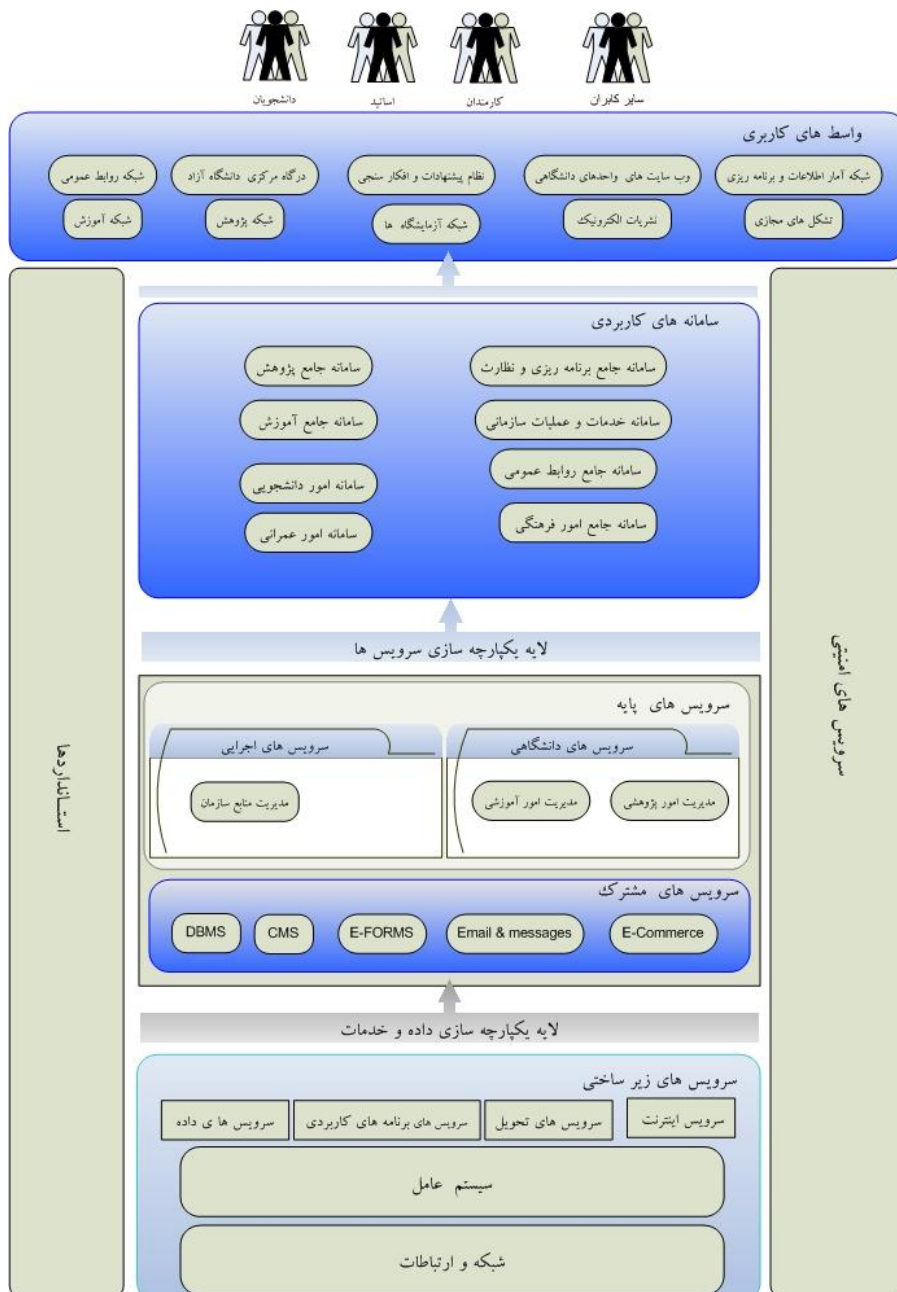 سایر کابران
کارمندان
اساتید
دانشجویان
واسط های کاربری
شبکه آمار اطلاعات و برنامه ریزی
وب سایت های واحدهای دانشگاهی
نظام پیشنهادات و افکار سنجی
درگاه مرکزی دانشگاه آزاد
شبکه روابط عمومی
تشکل های مجازی
نشریات الکترونیک
شبکه آزمایشگاه ها
شبکه پژوهش
شبکه آموزش
سرویس های امنیتی
سامانه های کاربردی
سامانه جامع برنامه ریزی و نظارت
سامانه جامع پژوهش
سامانه خدمات و عملیات سازمانی
سامانه جامع آموزش
سامانه جامع روابط عمومی
سامانه امور دانشجویی
سامانه جامع امور فرهنگی
سامانه امور عمرانی
لایه یکپارچه سازی سرویس ها
سرویس های پایه
سرویس های دانشگاهی
سرویس های اجرایی
مدیریت امور پژوهشی
مدیریت امور آموزشی
مدیریت منابع سازمان
سرویس های مشترك
DBMS
CMS
E-FORMS
Email & messages
E-Commerce
لایه یکپارچه سازی داده و خدمات
سرویس های زیر ساختی
سرویس اینترنت
سرویس های تحویل
سرویس های برنامه های کاربردی
سرویس ها ی داده
سیستم عامل
شبکه و ارتباطات
استـانداردها